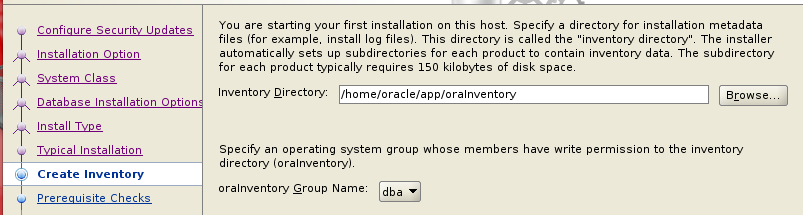 Configure Security Updates
Installation Option
System Class
Database Installation Options
Install Type
Typical Installation
Create Inventory
Prerequisite Checks
You are starting your first installation on this host. Specify a directory for installation metadata
files (for example, install log files). This directory is called the "inventory directory". The installer
automatically sets up subdirectories for each product to contain inventory data. The subdirectory
for each product typically requires 150 kilobytes of disk space.
Inventory Directory: /home/oracle/app/oraInventory Browse...
Specify an operating system group whose members have write permission to the inventory
directory (oraInventory).
oraInventory Group Name: dba